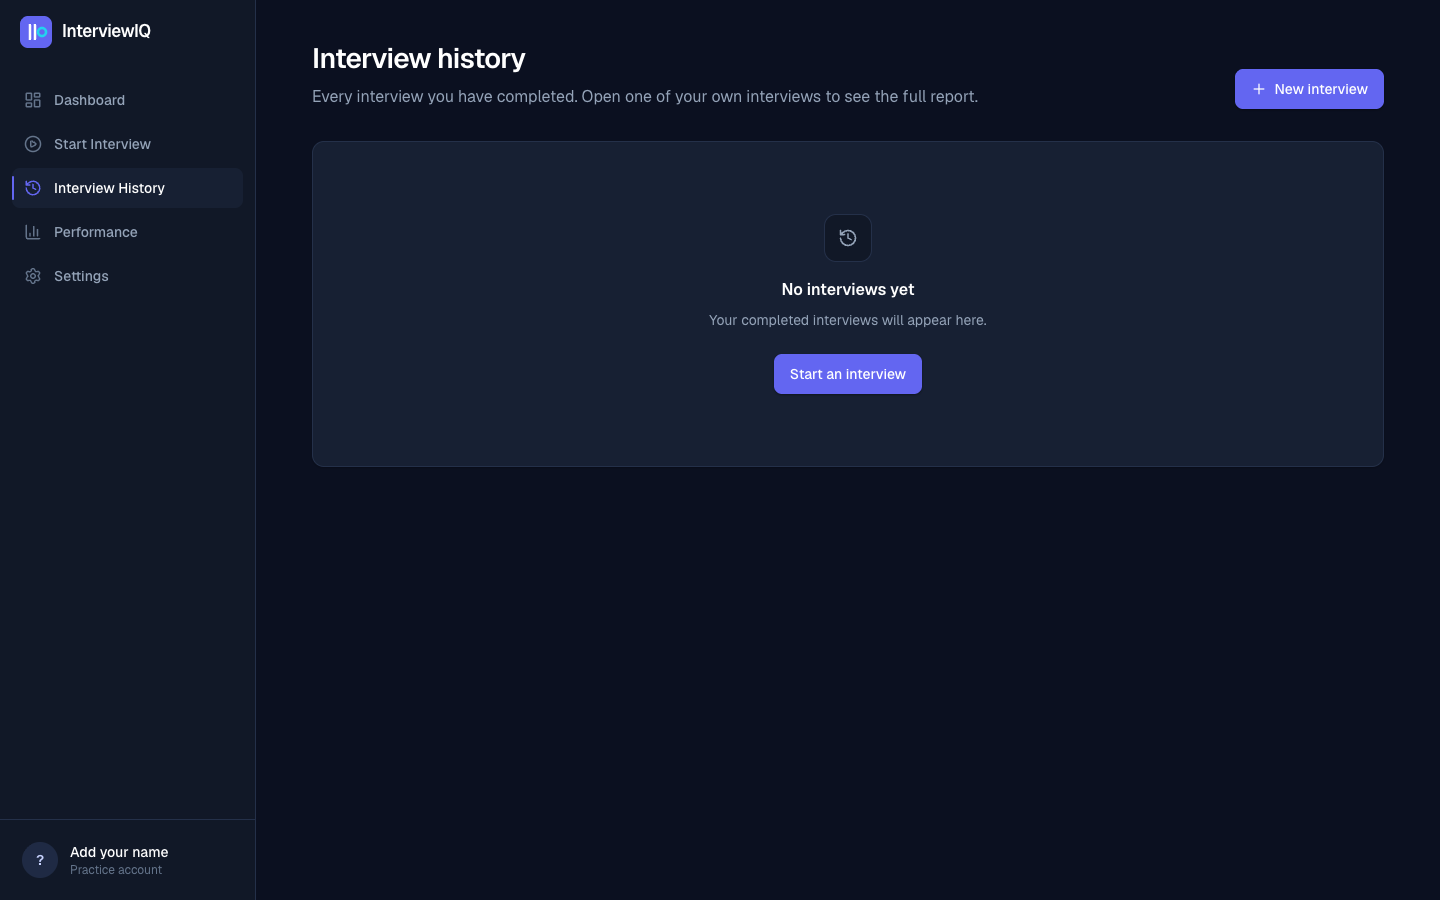 InterviewIQ
Dashboard
Start Interview
Interview History
Performance
Settings
Interview history
Every interview you have completed. Open one of your own interviews to see the full report.
New interview
No interviews yet
Your completed interviews will appear here.
Start an interview
?
Add your name
Practice account